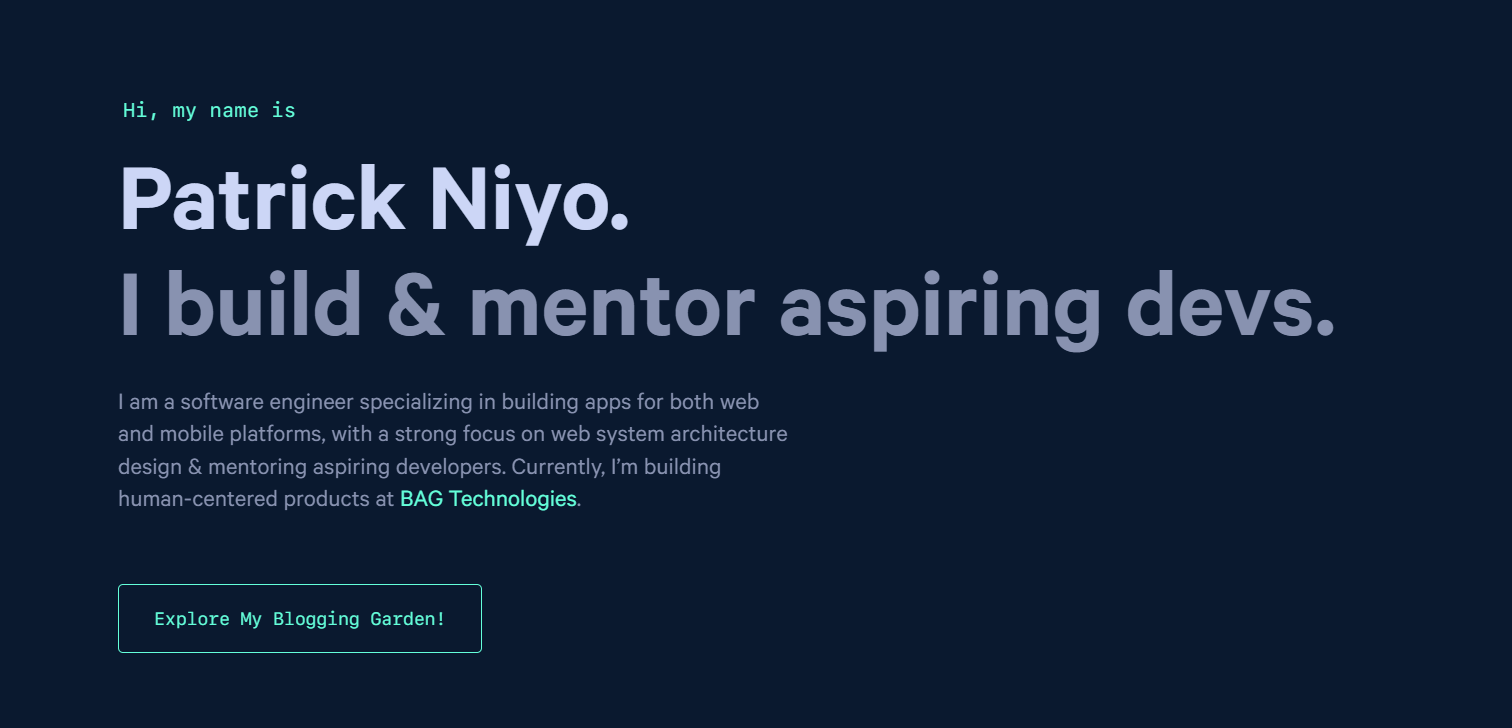 Hi, my name is
Patrick Niyo.
I build & mentor aspiring devs.
I am a software engineer specializing in building apps for both web
and mobile platforms, with a strong focus on web system architecture
design & mentoring aspiring developers. Currently, I’m building
human-centered products at BAG Technologies.
Explore My Blogging Garden!